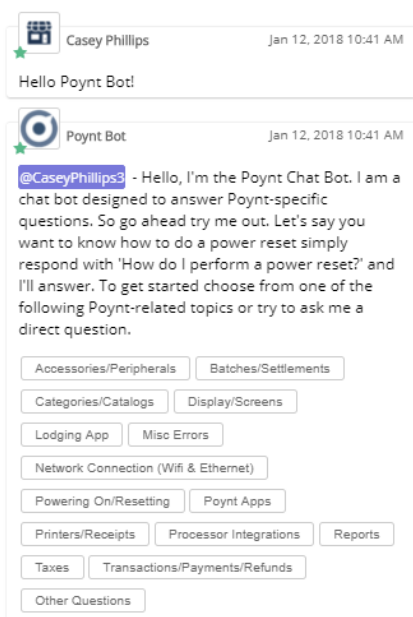 Casey Phillips Jan 12, 2018 10:41 AM
Hello Poynt Bot!
Poynt Bot Jan 12, 2018 10:41 AM
@CaseyPhillips3 - Hello, I'm the Poynt Chat Bot. I am a
chat bot designed to answer Poynt-specific
questions. So go ahead try me out. Let's say you
want to know how to do a power reset simply
respond with 'How do I perform a power reset?' and
I'll answer. To get started choose from one of the
following Poynt-related topics or try to ask me a
direct question.
Accessories/Peripherals Batches/Settlements
Categories/Catalogs Display/Screens
Lodging App Misc Errors
Network Connection (Wifi & Ethernet)
Powering On/Resetting Poynt Apps
Printers/Receipts Processor Integrations Reports
Taxes Transactions/Payments/Refunds
Other Questions